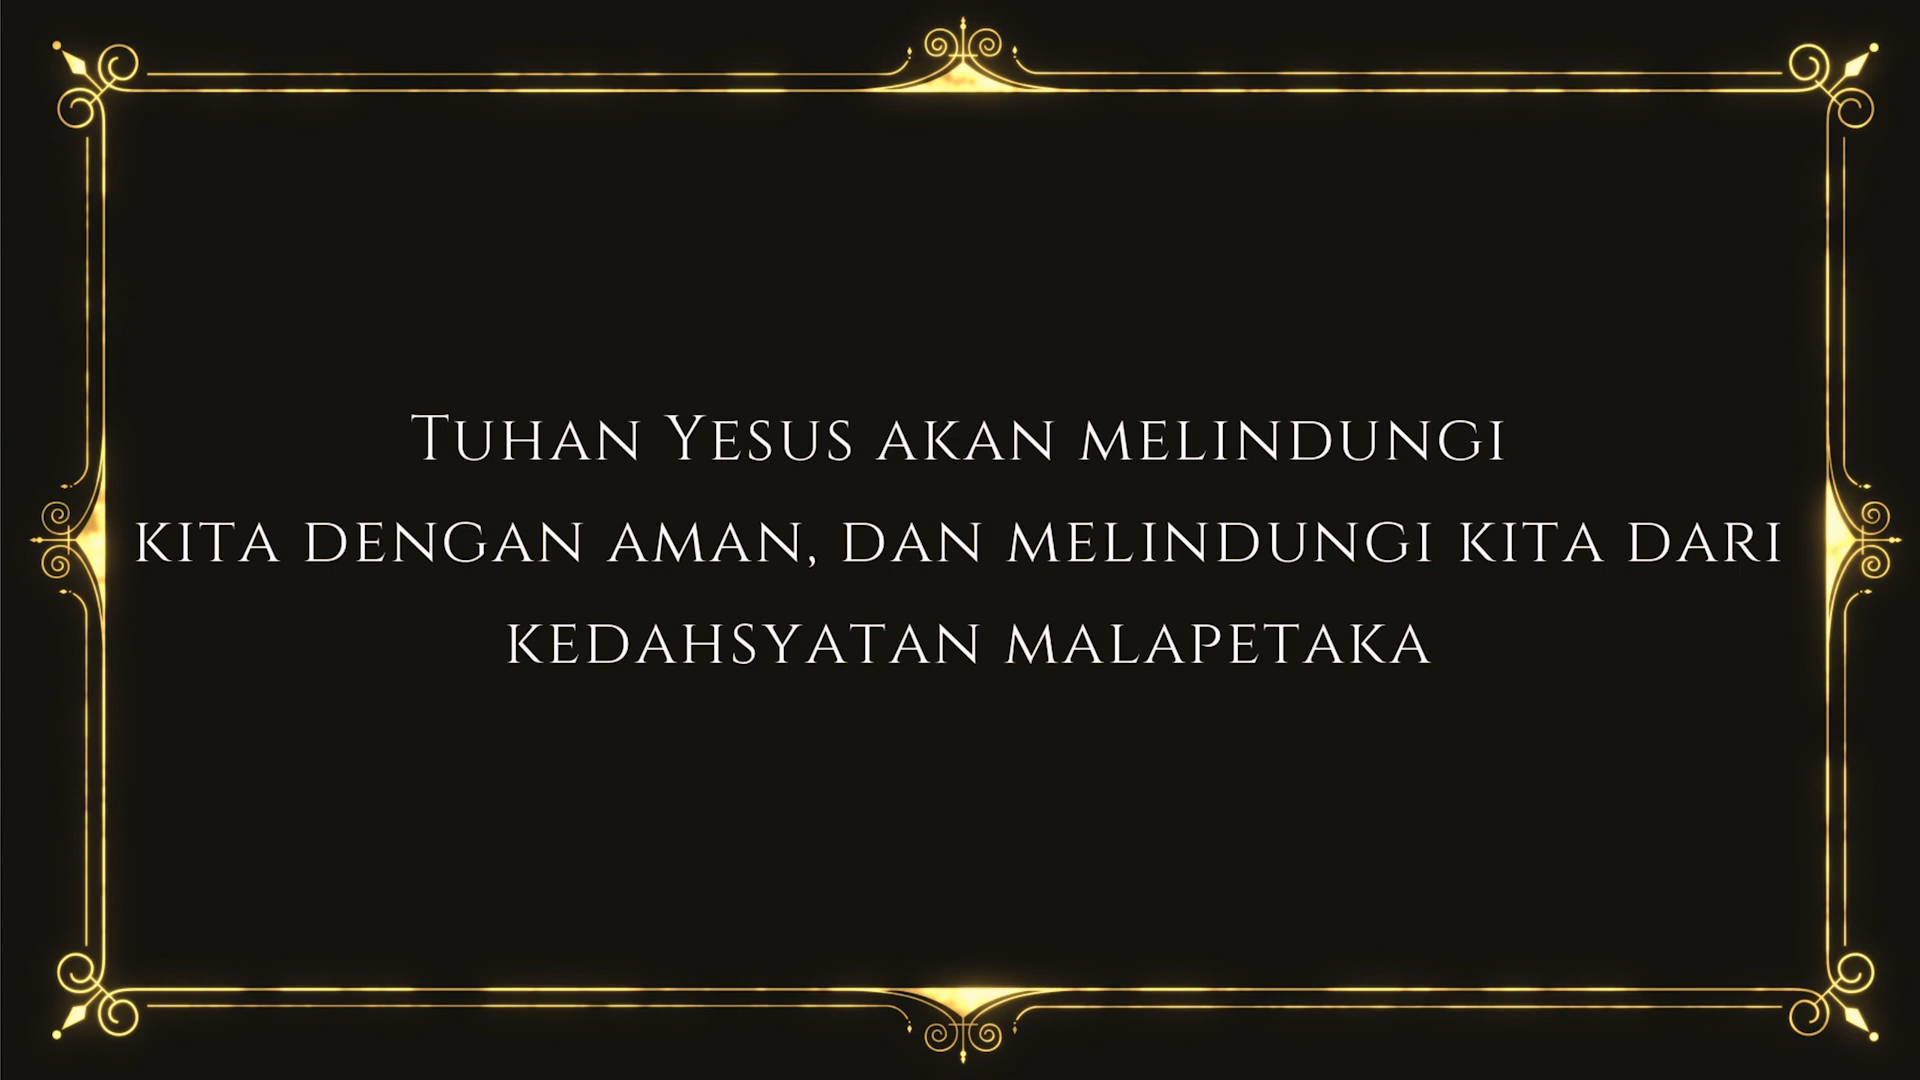 Tuhan Yesus akan melindungi
kita dengan aman, dan melindungi kita dari
kedahsyatan malapetaka